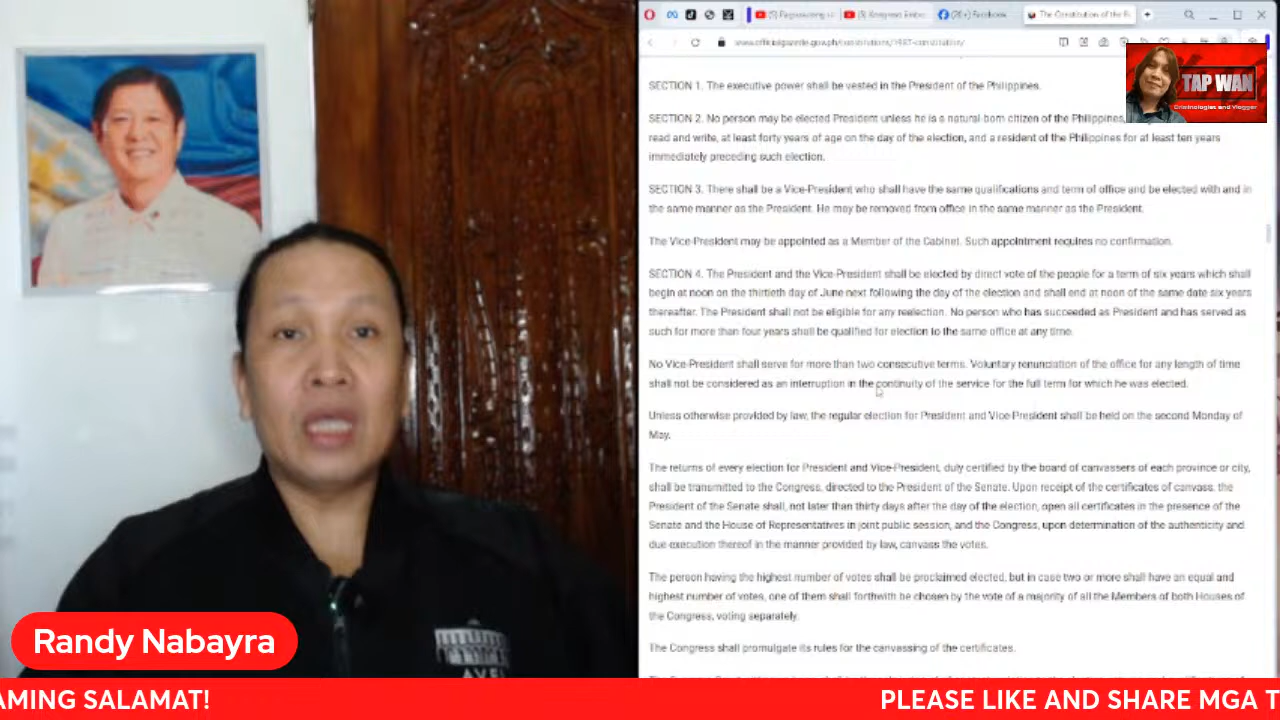 The Constitution of the
Facebook
www.officialgazette.gov.ph/constitutions/1987-constitution/
TAP WAN
Criminologies and Vlogger
SECTION 1. The executive power shall be vested in the President of the Philippines.
SECTION 2. No person may be elected President unless he is a natural-born citizen of the Philippines,
read and write, at least forty years of age on the day of the election, and a resident of the Philippines for at least ten years
immediately preceding such election.
SECTION 3. There shall be a Vice-President who shall have the same qualifications and term of office and be elected with and in
the same manner as the President. He may be removed from office in the same manner as the President.
The Vice-President may be appointed as a Member of the Cabinet. Such appointment requires no confirmation.
SECTION 4. The President and the Vice-President shall be elected by direct vote of the people for a term of six years which shall
begin at noon on the thirtieth day of June next following the day of the election and shall end at noon of the same date six years
thereafter. The President shall not be eligible for any reelection. No person who has succeeded as President and has served as
such for more than four years shall be qualified for election to the same office at any time.
No Vice-President shall serve for more than two consecutive terms. Voluntary renunciation of the office for any length of time
shall not be considered as an interruption in the continuity of the service for the full term for which he was elected.
Unless otherwise provided by law, the regular election for President and Vice-President shall be held on the second Monday of
May.
The returns of every election for President and Vice-President, duly certified by the board of canvassers of each province or city,
shall be transmitted to the Congress, directed to the President of the Senate. Upon receipt of the certificates of canvass, the
President of the Senate shall, not later than thirty days after the day of the election, open all certificates in the presence of the
Senate and the House of Representatives in joint public session, and the Congress, upon determination of the authenticity and
due execution thereof in the manner provided by law, canvass the votes.
The person having the highest number of votes shall be proclaimed elected, but in case two or more shall have an equal and
highest number of votes, one of them shall forthwith be chosen by the vote of a majority of all the Members of both Houses of
the Congress, voting separately.
The Congress shall promulgate its rules for the canvassing of the certificates.
Randy Nabayra
AMING SALAMAT!
PLEASE LIKE AND SHARE MGA T